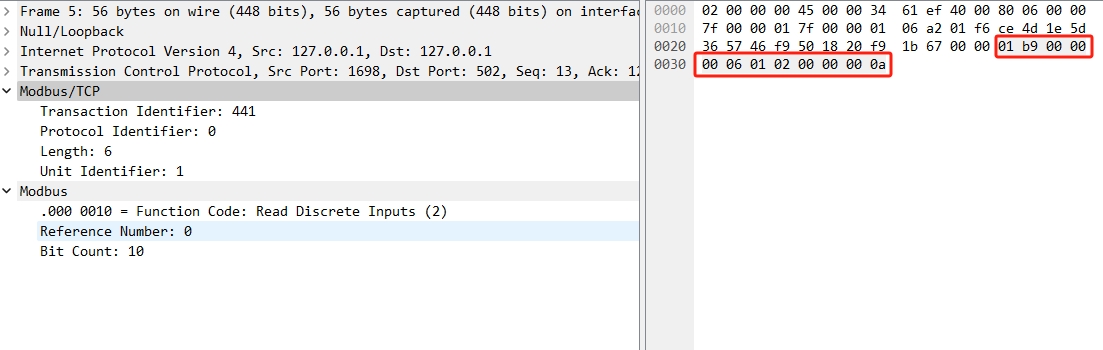 Frame 5: 56 bytes on wire (448 bits), 56 bytes captured (448 bits) on interfac
Null/Loopback
Internet Protocol Version 4, Src: 127.0.0.1, Dst: 127.0.0.1
Transmission Control Protocol, Src Port: 1698, Dst Port: 502, Seq: 13, Ack: 12
Modbus/TCP
Transaction Identifier: 441
Protocol Identifier: 0
Length: 6
Unit Identifier: 1
Modbus
.000 0010 = Function Code: Read Discrete Inputs (2)
Reference Number: 0
Bit Count: 10
0000 02 00 00 00 45 00 00 34 61 ef 40 00 80 06 00 00
0010 7f 00 00 01 7f 00 00 01 06 a2 01 f6 ce 4d 1e 5d
0020 36 57 46 f9 50 18 20 f9 1b 67 00 00 01 b9 00 00
0030 00 06 01 02 00 00 00 0a